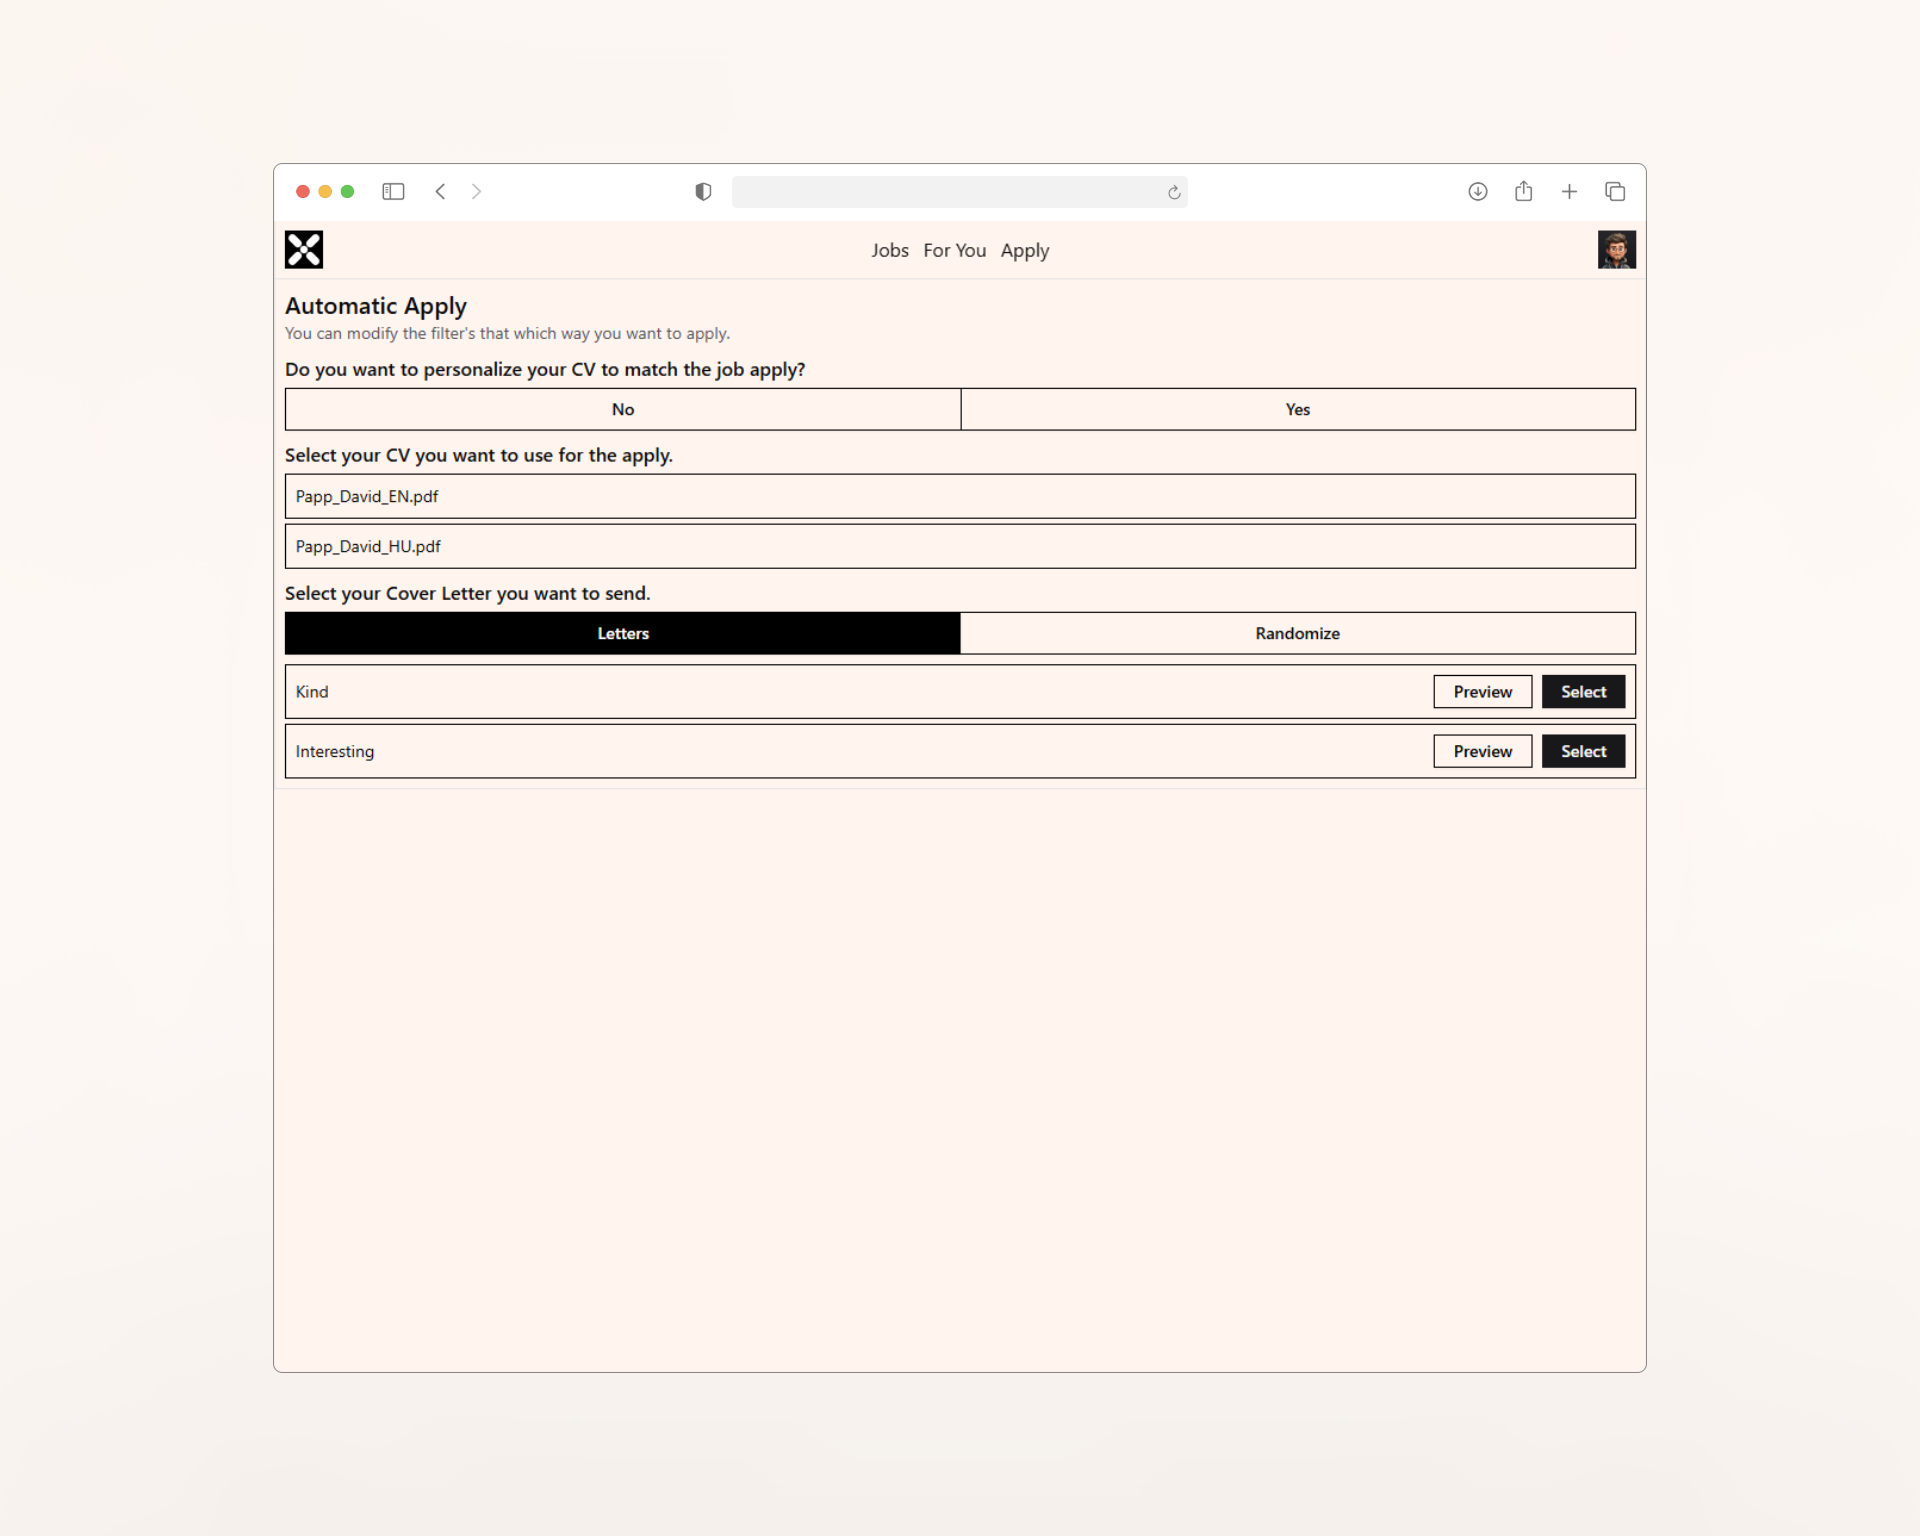 Jobs For You Apply
Automatic Apply
You can modify the filter's that which way you want to apply.
Do you want to personalize your CV to match the job apply?
No Yes
Select your CV you want to use for the apply.
Papp_David_EN.pdf
Papp_David_HU.pdf
Select your Cover Letter you want to send.
Letters Randomize
Kind Preview Select
Interesting Preview Select